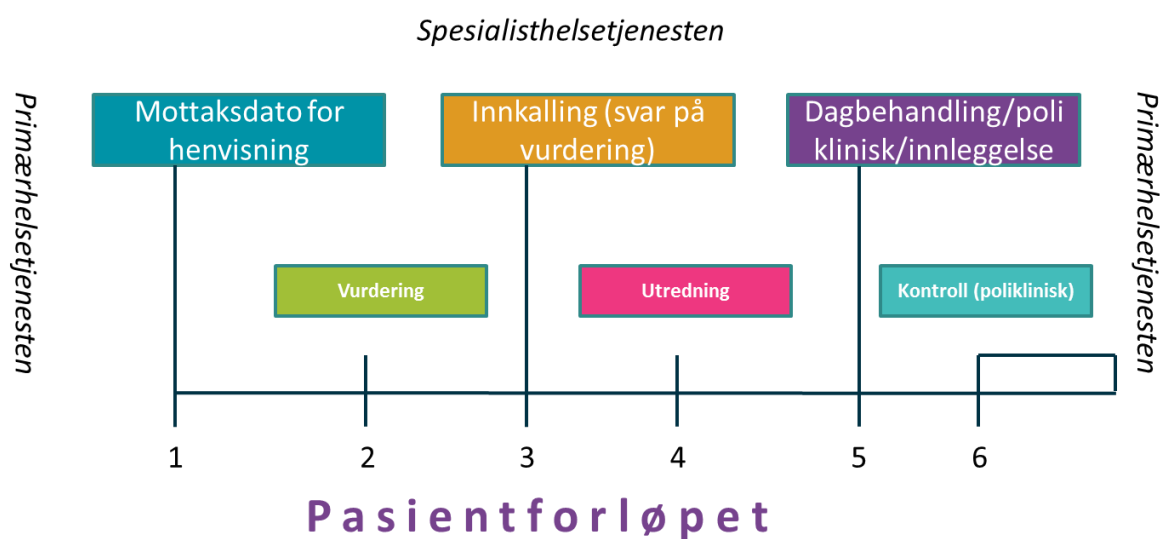 Spesialisthelsetjenesten
Primærhelsetjenesten
Mottaksdato for
henvisning
Innkalling (svar på
vurdering)
Dagbehandling/poli
klinisk/innleggelse
Primærhelsetjenesten
Vurdering
Utredning
Kontroll (poliklinisk)
1 2 3 4 5 6
Pasientforløpet